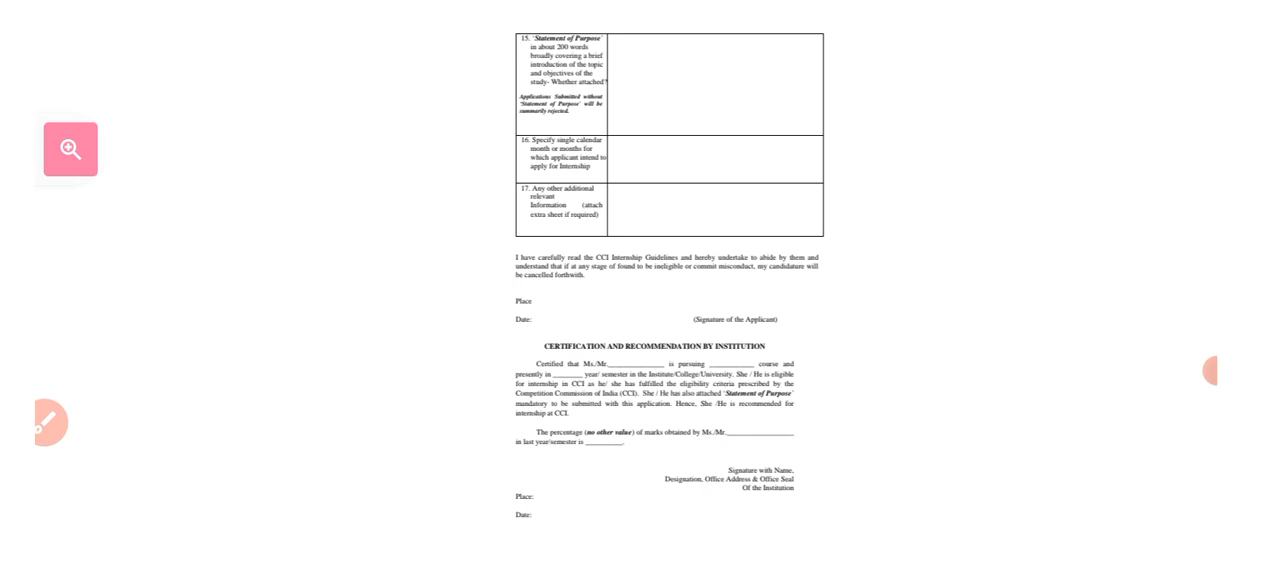 15. 'Statement of Purpose'
in about 200 words
broadly covering a brief
introduction of the topic
and objectives of the
study- Whether attached?
Applications Submitted without
'Statement of Purpose' will be
summarily rejected.
16. Specify single calendar
month or months for
which applicant intend to
apply for Internship
17. Any other additional
relevant
Information (attach
extra sheet if required)
I have carefully read the CCI Internship Guidelines and hereby undertake to abide by them and
understand that if at any stage of found to be ineligible or commit misconduct, my candidature will
be cancelled forthwith.
Place
Date: (Signature of the Applicant)
CERTIFICATION AND RECOMMENDATION BY INSTITUTION
Certified that Ms./Mr.______________ is pursuing ___________ course and
presently in ________ year/ semester in the Institute/College/University. She / He is eligible
for internship in CCI as he/ she has fulfilled the eligibility criteria prescribed by the
Competition Commission of India (CCI). She / He has also attached 'Statement of Purpose'
mandatory to be submitted with this application. Hence, She /He is recommended for
internship at CCI.
The percentage (no other value) of marks obtained by Ms./Mr.__________________
in last year/semester is __________.
Signature with Name,
Designation, Office Address & Office Seal
Of the Institution
Place:
Date: